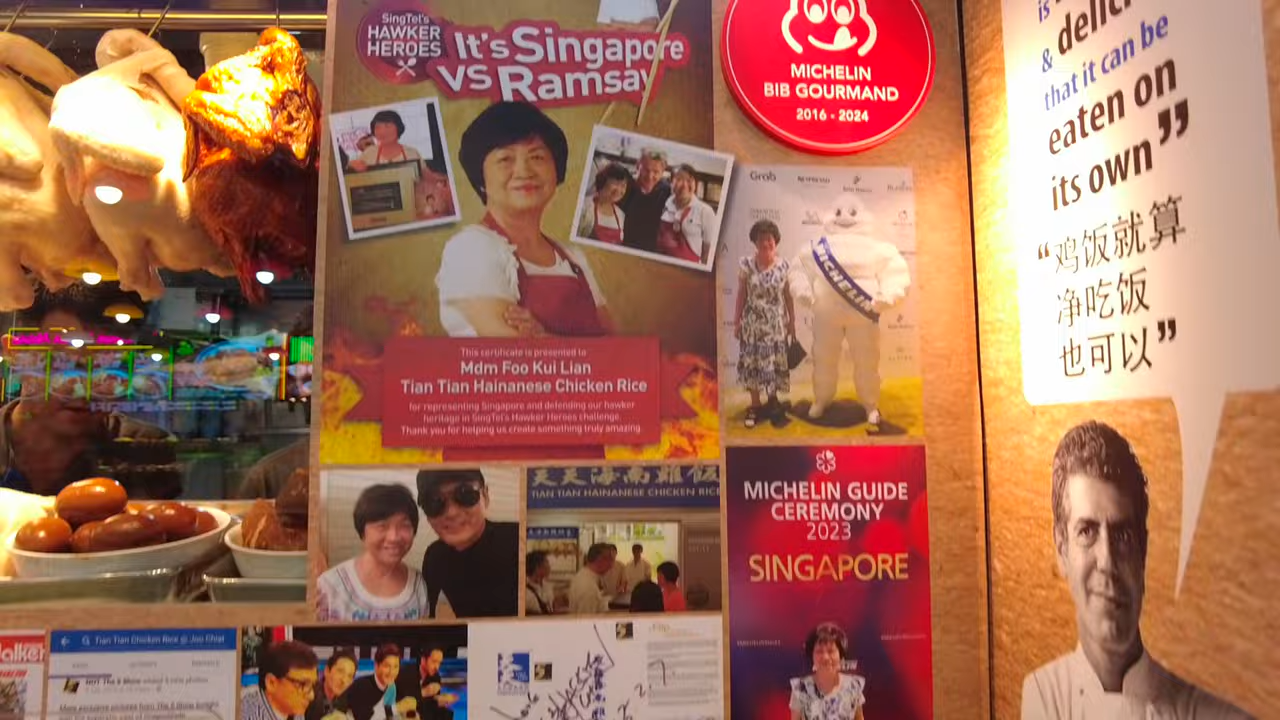 SingTel's
HAWKER
HEROES
It's Singapore
VS Ramsay
This certificate is presented to
Mdm Foo Kui Lian
Tian Tian Hainanese Chicken Rice
for representing Singapore and defending our hawker
heritage in SingTel's Hawker Heroes challenge.
Thank you for helping us create something truly amazing.
MICHELIN
BIB GOURMAND
2016 - 2024
Grab
MICHELIN
天天海南雞飯
TIAN TIAN HAINANESE CHICKEN RICE
MICHELIN GUIDE
CEREMONY
2023
SINGAPORE
Tian Tian Chicken Rice @ Joo Chiat
is
&
that it can be
eaten on
its own”
“鸡饭就算
净吃饭
也可以”